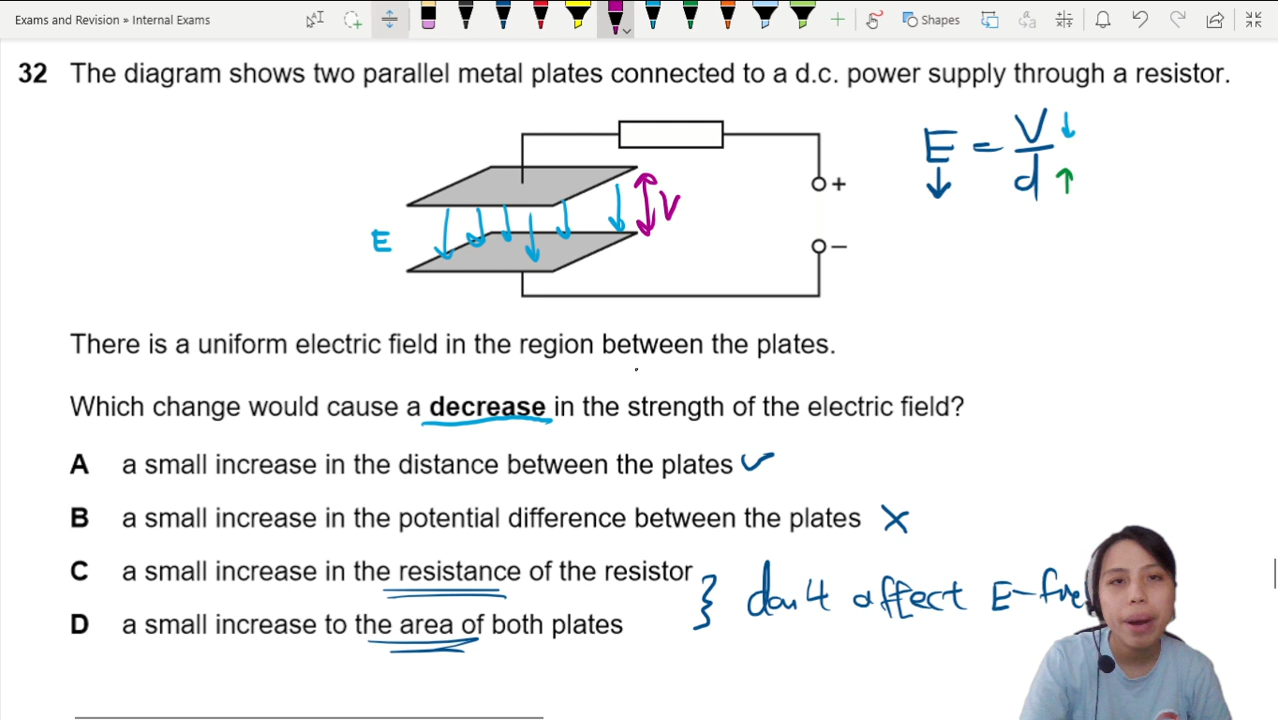 Exams and Revision » Internal Exams
Shapes
32 The diagram shows two parallel metal plates connected to a d.c. power supply through a resistor.
E = V/d
+
V
E
−
There is a uniform electric field in the region between the plates.
Which change would cause a decrease in the strength of the electric field?
A a small increase in the distance between the plates
B a small increase in the potential difference between the plates
C a small increase in the resistance of the resistor
D a small increase to the area of both plates
don't affect E-